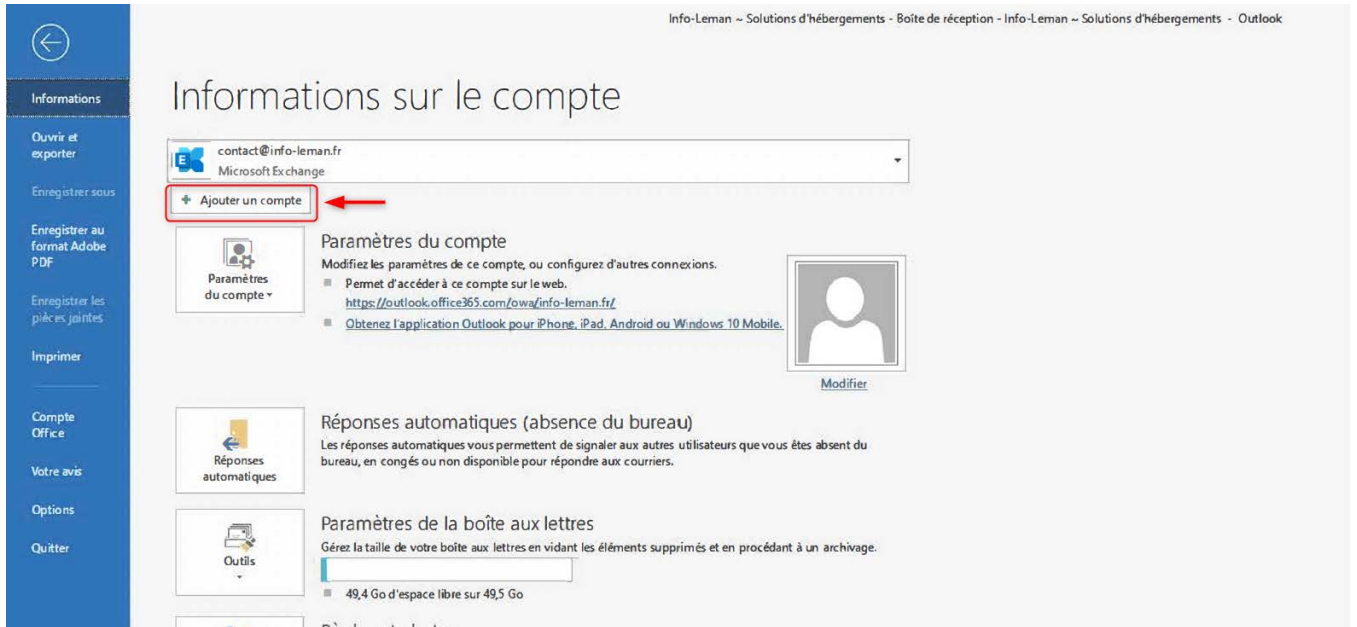 Info-Leman ~ Solutions d'hébergements - Boîte de réception - Info-Leman ~ Solutions d'hébergements - Outlook
Informations
Ouvrir et
exporter
Enregistrer sous
Enregistrer au
format Adobe
PDF
Enregistrer les
pièces jointes
Imprimer
Compte
Office
Votre avis
Options
Quitter
Informations sur le compte
contact@info-leman.fr
Microsoft Exchange
Ajouter un compte
Paramètres
du compte
Paramètres du compte
Modifiez les paramètres de ce compte, ou configurez d'autres connexions.
Permet d'accéder à ce compte sur le web.
https://outlook.office365.com/owa/info-leman.fr/
Obtenez l'application Outlook pour iPhone, iPad, Android ou Windows 10 Mobile.
Modifier
Réponses
automatiques
Réponses automatiques (absence du bureau)
Les réponses automatiques vous permettent de signaler aux autres utilisateurs que vous êtes absent du
bureau, en congés ou non disponible pour répondre aux courriers.
Outils
Paramètres de la boîte aux lettres
Gérez la taille de votre boîte aux lettres en vidant les éléments supprimés et en procédant à un archivage.
49,4 Go d'espace libre sur 49,5 Go